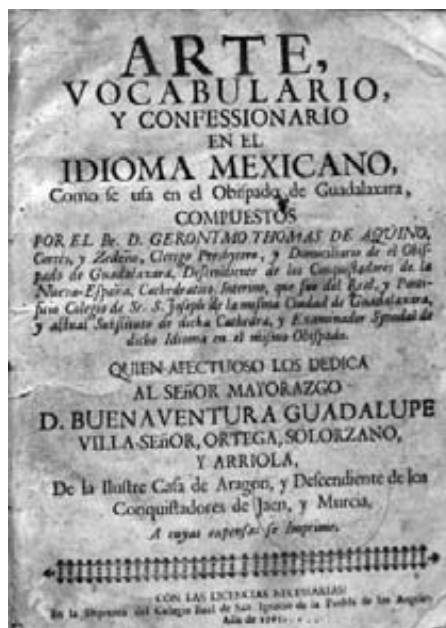 ARTE,
VOCABULARIO,
Y CONFESSIONARIO
EN EL
IDIOMA MEXICANO,
Como se usa en el Obispado de Guadalaxara,
COMPUESTOS
POR EL Br. D. GERONYMO THOMAS DE AQUINO,
Cortés, y Zedeño, Clerigo Presbytero, y Domiciliario de el Obis-
pado de Guadalaxara, Descendiente de los Conquistadores de la
Nueva-España, Cathedratico Interino, que fue del Real, y Ponti-
ficio Colegio de Sr. S. Joseph de la misma Ciudad de Guadalaxara,
y actual Substituto de dicha Cathedra, y Examinador Synodal de
dicho Idioma en el mismo Obispado.
QUIEN AFECTUOSO LOS DEDICA
AL SEñOR MAYORAZGO
D. BUENAVENTURA GUADALUPE
VILLA-SEñOR, ORTEGA, SOLORZANO,
Y ARRIOLA,
De la Ilustre Casa de Aragon, y Descendiente de los
Conquistadores de Jaen, y Murcia,
A cuyas expensas se Imprime.
CON LAS LICENCIAS NECESSARIAS:
En la Imprenta del Colegio Real de San Ignacio de la Puebla de los Angeles
Año de